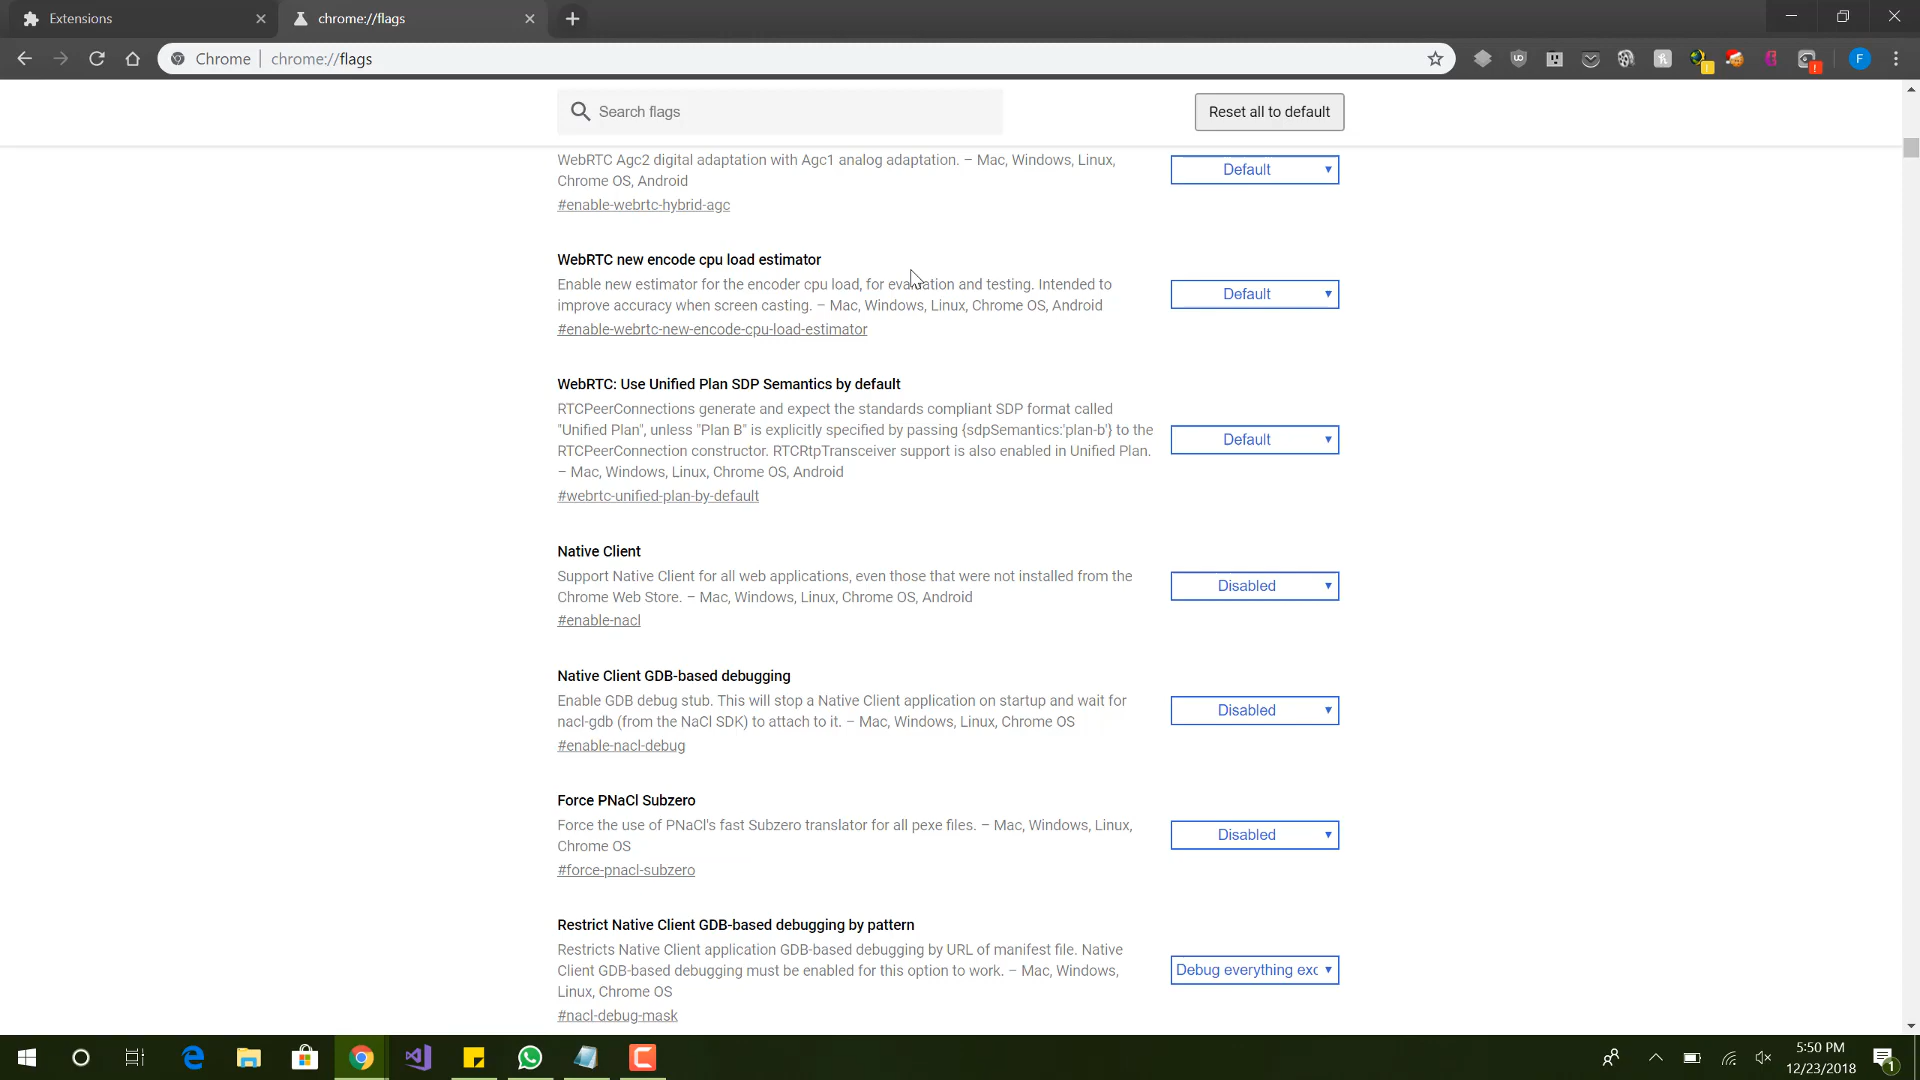 Extensions
chrome://flags
Chrome
chrome://flags
F
Search flags
Reset all to default
WebRTC Agc2 digital adaptation with Agc1 analog adaptation. – Mac, Windows, Linux,
Chrome OS, Android
#enable-webrtc-hybrid-agc
Default
WebRTC new encode cpu load estimator
Enable new estimator for the encoder cpu load, for evaluation and testing. Intended to
improve accuracy when screen casting. – Mac, Windows, Linux, Chrome OS, Android
#enable-webrtc-new-encode-cpu-load-estimator
Default
WebRTC: Use Unified Plan SDP Semantics by default
RTCPeerConnections generate and expect the standards compliant SDP format called
"Unified Plan", unless "Plan B" is explicitly specified by passing {sdpSemantics:'plan-b'} to the
RTCPeerConnection constructor. RTCRtpTransceiver support is also enabled in Unified Plan.
– Mac, Windows, Linux, Chrome OS, Android
#webrtc-unified-plan-by-default
Default
Native Client
Support Native Client for all web applications, even those that were not installed from the
Chrome Web Store. – Mac, Windows, Linux, Chrome OS, Android
#enable-nacl
Disabled
Native Client GDB-based debugging
Enable GDB debug stub. This will stop a Native Client application on startup and wait for
nacl-gdb (from the NaCl SDK) to attach to it. – Mac, Windows, Linux, Chrome OS
#enable-nacl-debug
Disabled
Force PNaCl Subzero
Force the use of PNaCl's fast Subzero translator for all pexe files. – Mac, Windows, Linux,
Chrome OS
#force-pnacl-subzero
Disabled
Restrict Native Client GDB-based debugging by pattern
Restricts Native Client application GDB-based debugging by URL of manifest file. Native
Client GDB-based debugging must be enabled for this option to work. – Mac, Windows,
Linux, Chrome OS
#nacl-debug-mask
Debug everything exc
5:50 PM
12/23/2018
1